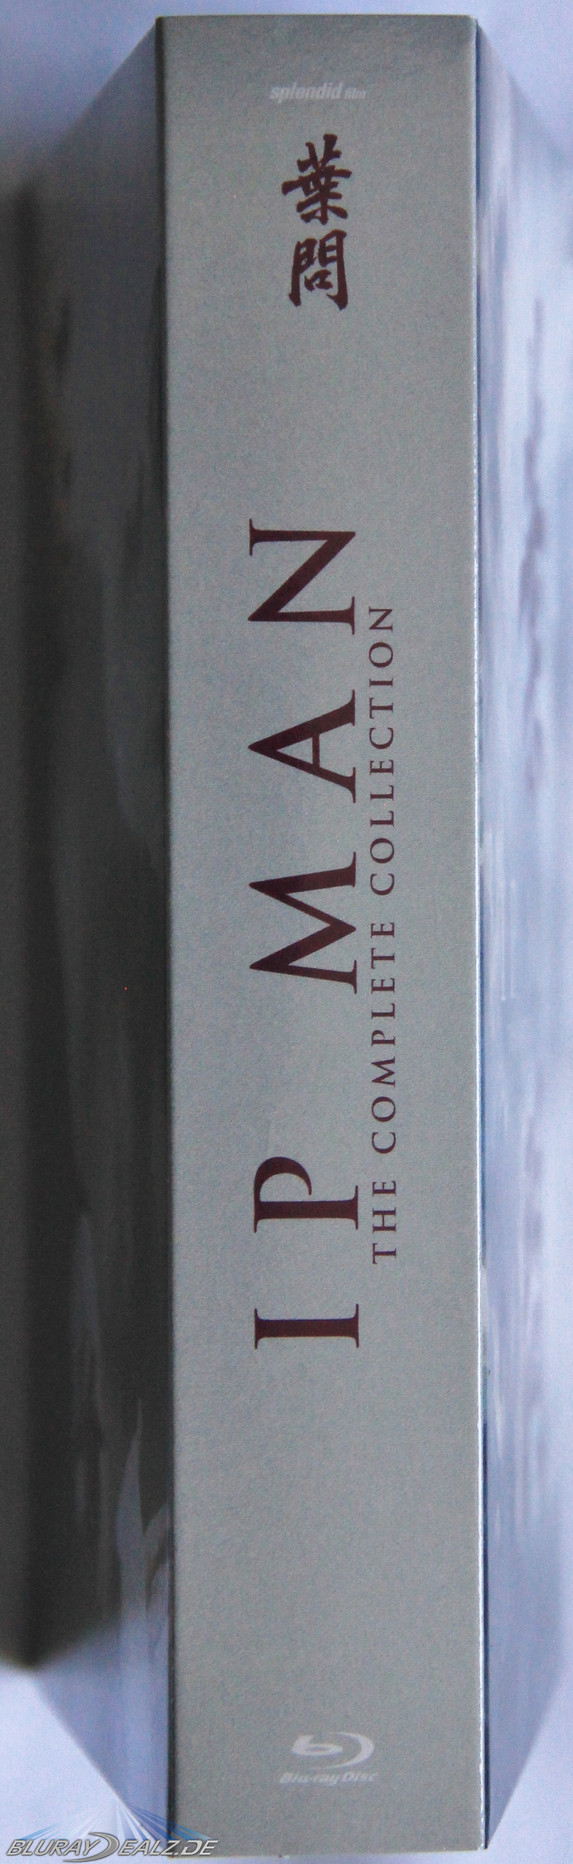 splendid film
葉問
IP MAN
THE COMPLETE COLLECTION
Blu-ray Disc
BLURAYDEALZ.DE